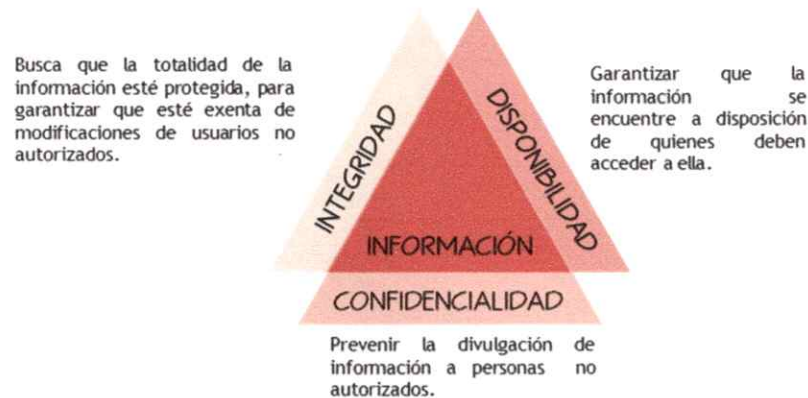 Busca que la totalidad de la
información esté protegida, para
garantizar que esté exenta de
modificaciones de usuarios no
autorizados.
INTEGRIDAD
DISPONIBILIDAD
Garantizar que la
información se
encuentre a disposición
de quienes deben
acceder a ella.
INFORMACIÓN
CONFIDENCIALIDAD
Prevenir la divulgación de
información a personas no
autorizados.